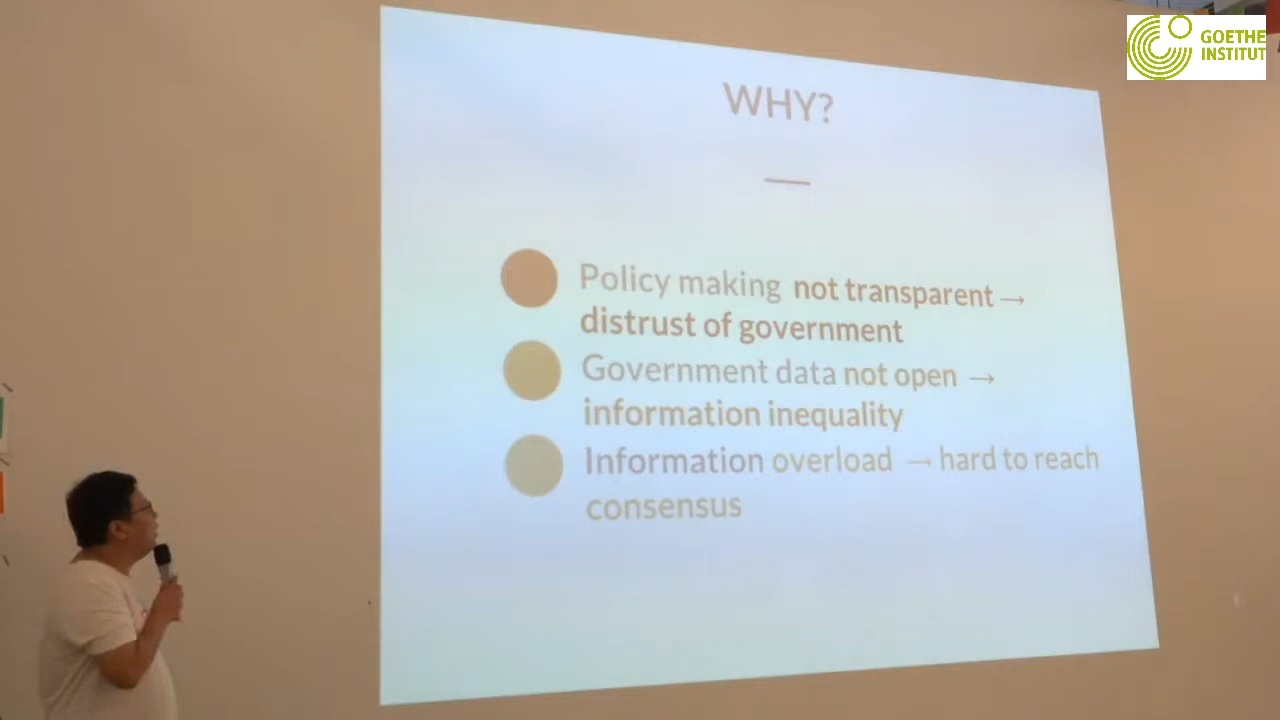 GOETHE
INSTITUT
WHY?
Policy making not transparent →
distrust of government
Government data not open →
information inequality
Information overload → hard to reach
consensus